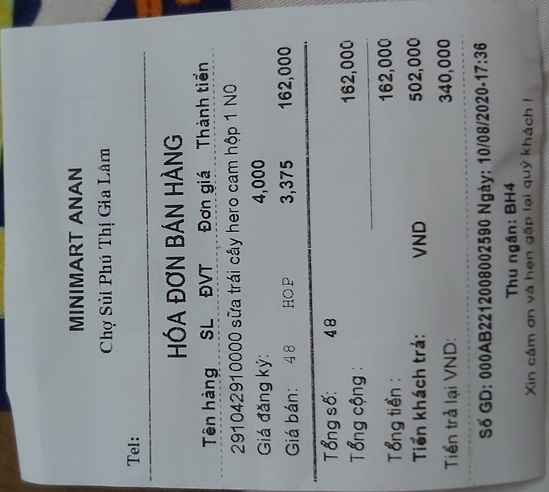 MINIMART ANAN
Chợ Sủi Phú Thị Gia Lâm
Tel:
HÓA ĐƠN BÁN HÀNG
Tên hàng SL ĐVT Đơn giá Thành tiền
291042910000 sữa trái cây hero cam hộp 1 N0
Giá đăng ký: 4,000
Giá bán: 48 HOP 3,375 162,000
Tổng số: 48
Tổng cộng : 162,000
Tổng tiền : 162,000
Tiền khách trả: VND 502,000
Tiền trả lại VND: 340,000
Số GD: 000AB2212008002590 Ngày: 10/08/2020-17:36
Thu ngân: BH4
Xin cảm ơn và hẹn gặp lại quý khách !